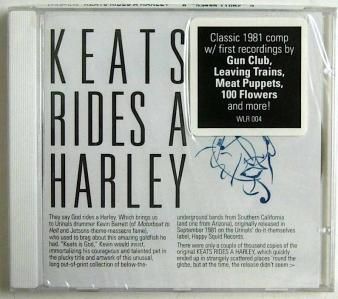 KEATS RIDES A HARLEY
KEATS
RIDES A
HARLEY
Classic 1981 comp
w/ first recordings by
Gun Club,
Leaving Trains,
Meat Puppets,
100 Flowers
and more!
WLR 004
They say God rides a Harley. Which brings us
to Urinals drummer Kevin Barrett (of Motorboat to
Hell and Jetsons-theme-massacre fame),
who used to brag about this amazing goldfish he
had. "Keats is God," Kevin would insist,
immortalizing his courageous and talented pet in
the plucky title and artwork of this unusual,
long out-of-print collection of below-the-
underground bands from Southern California
(and one from Arizona), originally released in
September 1981 on the Urinals' do-it-themselves
label, Happy Squid Records.
There were only a couple of thousand copies of the
original KEATS RIDES A HARLEY, which quickly
ended up in strangely scattered places 'round the
globe, but at the time, the release didn't seem :-